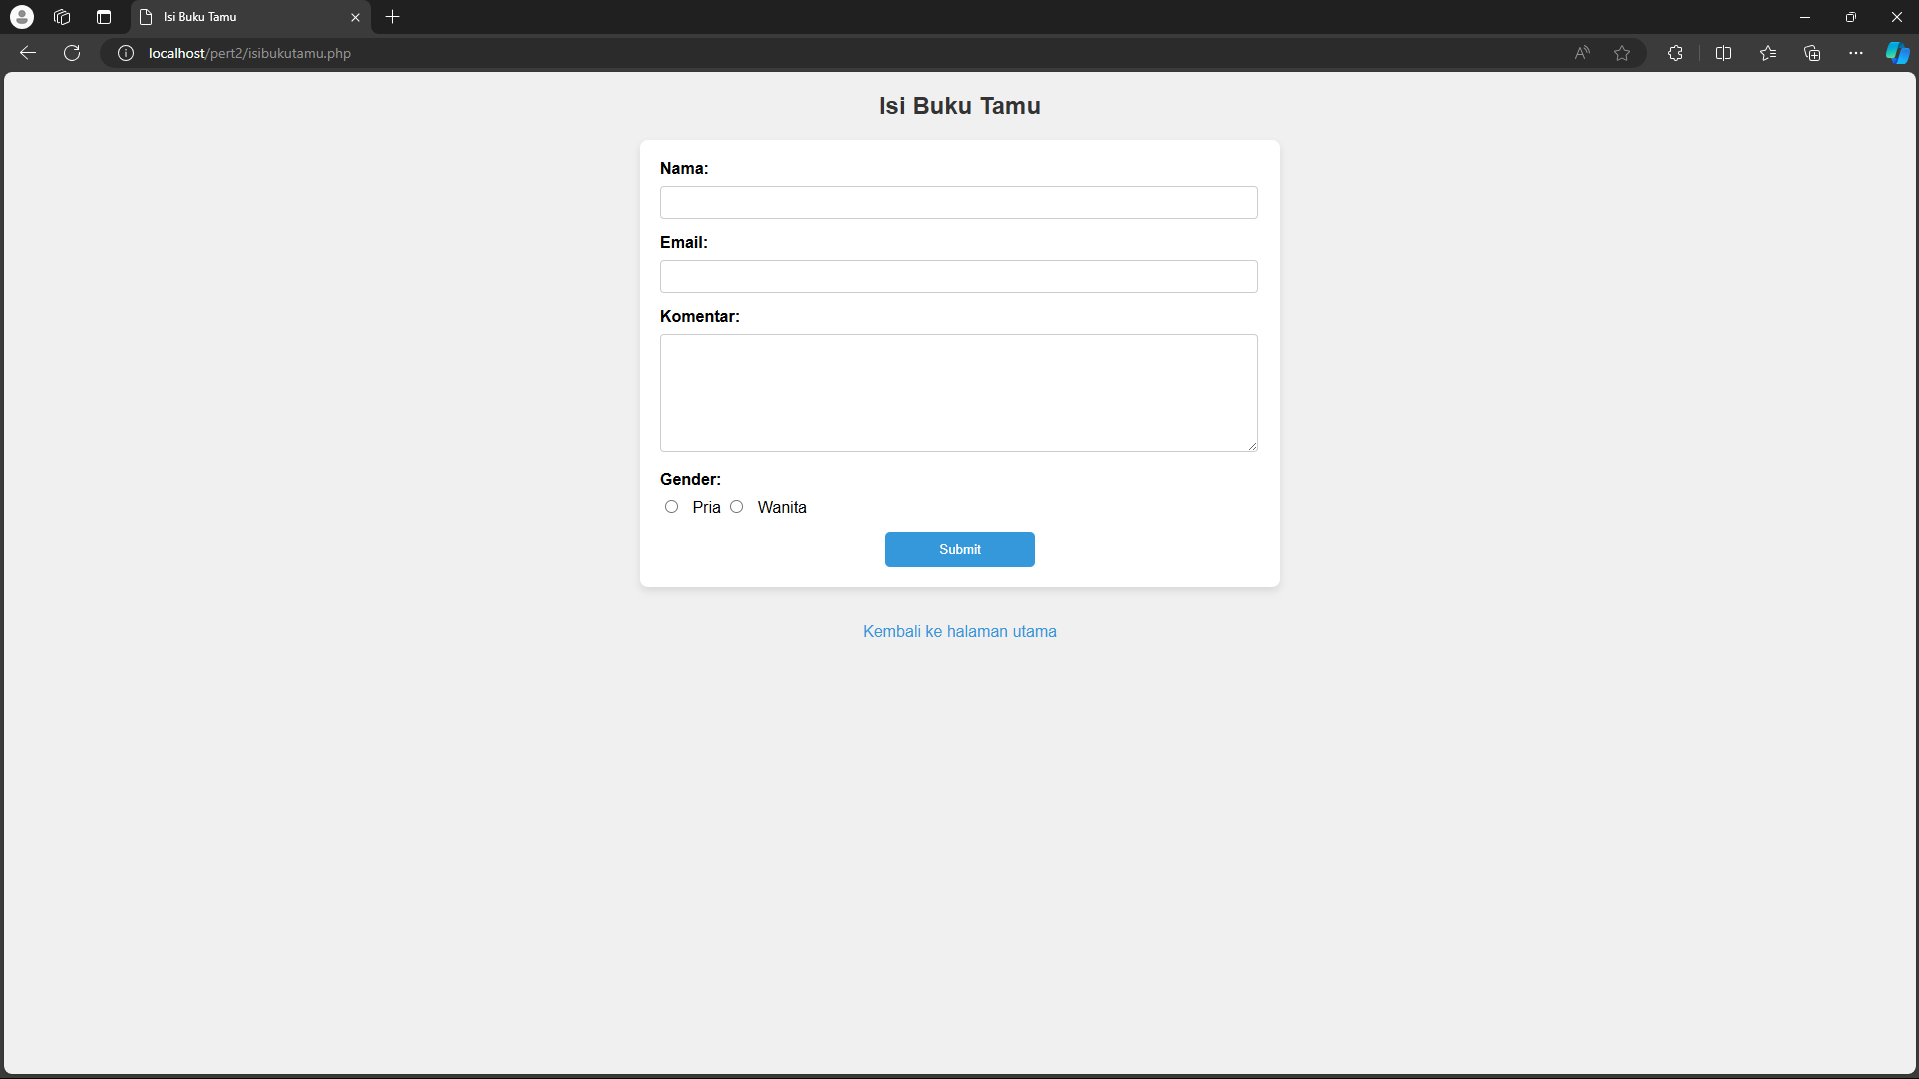 Isi Buku Tamu
localhost/pert2/isibukutamu.php
Isi Buku Tamu
Nama:
Email:
Komentar:
Gender:
Pria Wanita
Submit
Kembali ke halaman utama